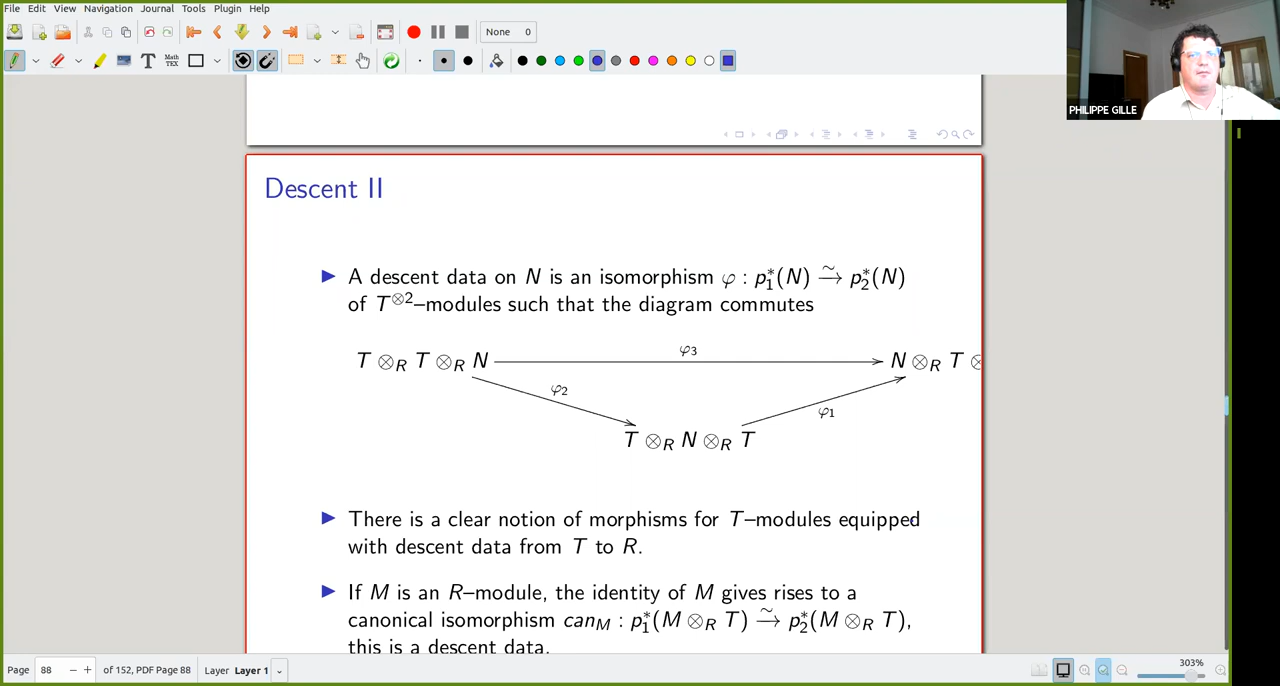 File Edit View Navigation Journal Tools Plugin Help
None 0
Math
TEX
PHILIPPE GILLE
Descent II
► A descent data on N is an isomorphism φ : p₁*(N) ⥲ p₂*(N)
of T^⊗2–modules such that the diagram commutes
T ⊗_R T ⊗_R N φ₃ N ⊗_R T ⊗
φ₂ φ₁
T ⊗_R N ⊗_R T
► There is a clear notion of morphisms for T–modules equipped
with descent data from T to R.
► If M is an R–module, the identity of M gives rises to a
canonical isomorphism can_M : p₁*(M ⊗_R T) ⥲ p₂*(M ⊗_R T),
this is a descent data.
Page 88 − + of 152, PDF Page 88 Layer Layer 1 303%